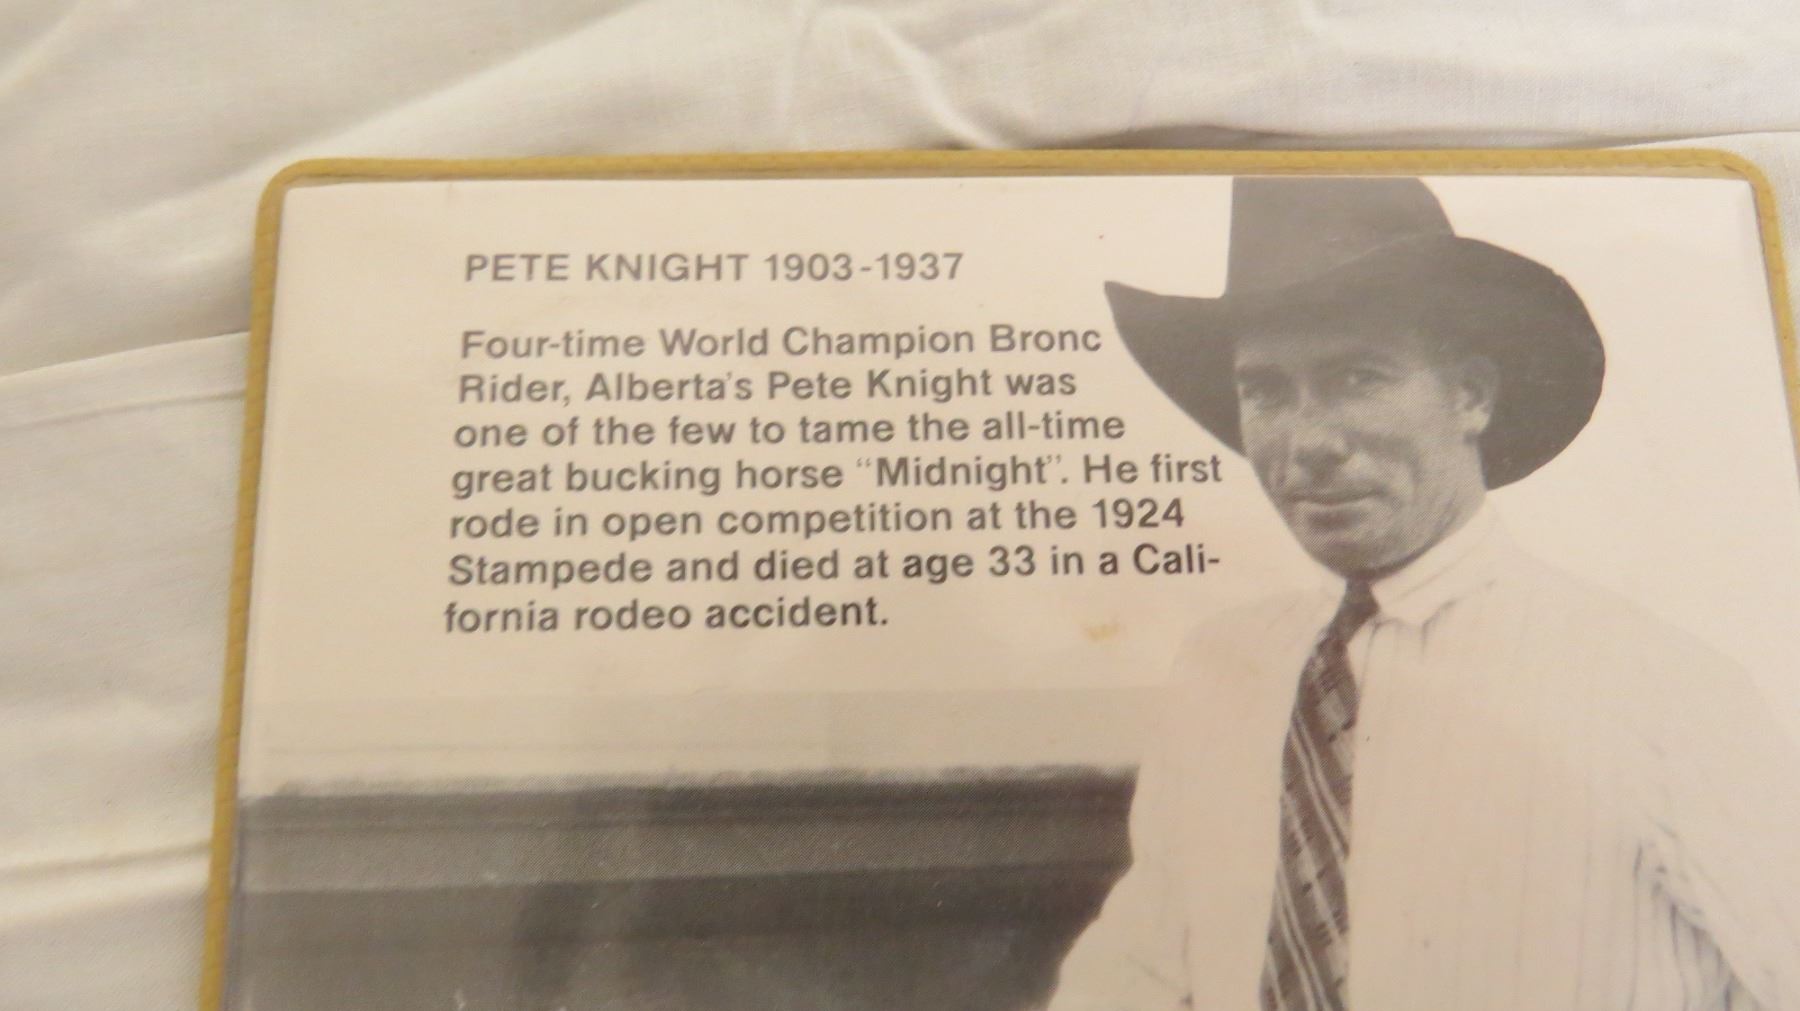 PETE KNIGHT 1903-1937
Four-time World Champion Bronc
Rider, Alberta's Pete Knight was
one of the few to tame the all-time
great bucking horse "Midnight". He first
rode in open competition at the 1924
Stampede and died at age 33 in a Cali-
fornia rodeo accident.